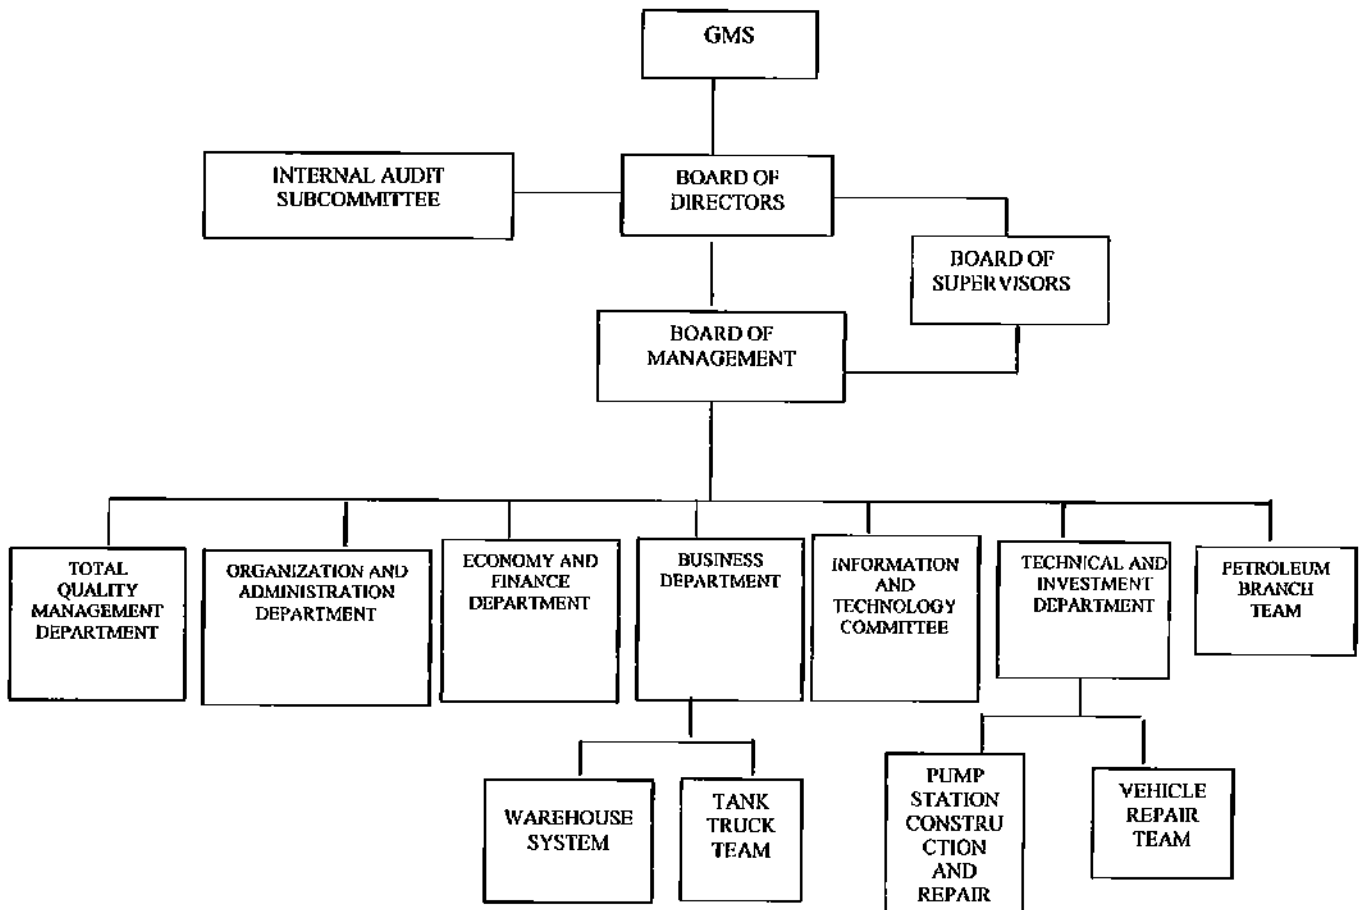 GMS
INTERNAL AUDIT
SUBCOMMITTEE
BOARD OF
DIRECTORS
BOARD OF
SUPERVISORS
BOARD OF
MANAGEMENT
TOTAL
QUALITY
MANAGEMENT
DEPARTMENT
ORGANIZATION AND
ADMINISTRATION
DEPARTMENT
ECONOMY AND
FINANCE
DEPARTMENT
BUSINESS
DEPARTMENT
INFORMATION
AND
TECHNOLOGY
COMMITTEE
TECHNICAL AND
INVESTMENT
DEPARTMENT
PETROLEUM
BRANCH
TEAM
WAREHOUSE
SYSTEM
TANK
TRUCK
TEAM
PUMP
STATION
CONSTRU
CTION
AND
REPAIR
VEHICLE
REPAIR
TEAM